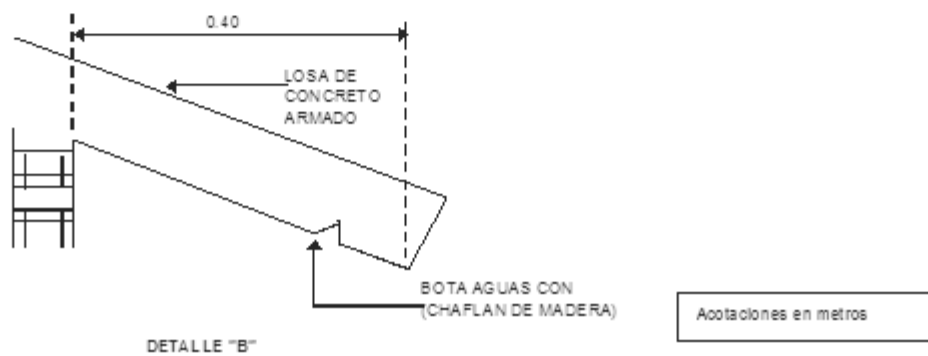 0.40
LOSA DE
CONCRETO
ARMADO
BOTA AGUAS CON
(CHAFLAN DE MADERA)
Acotaciones en metros
DETALLE "B"